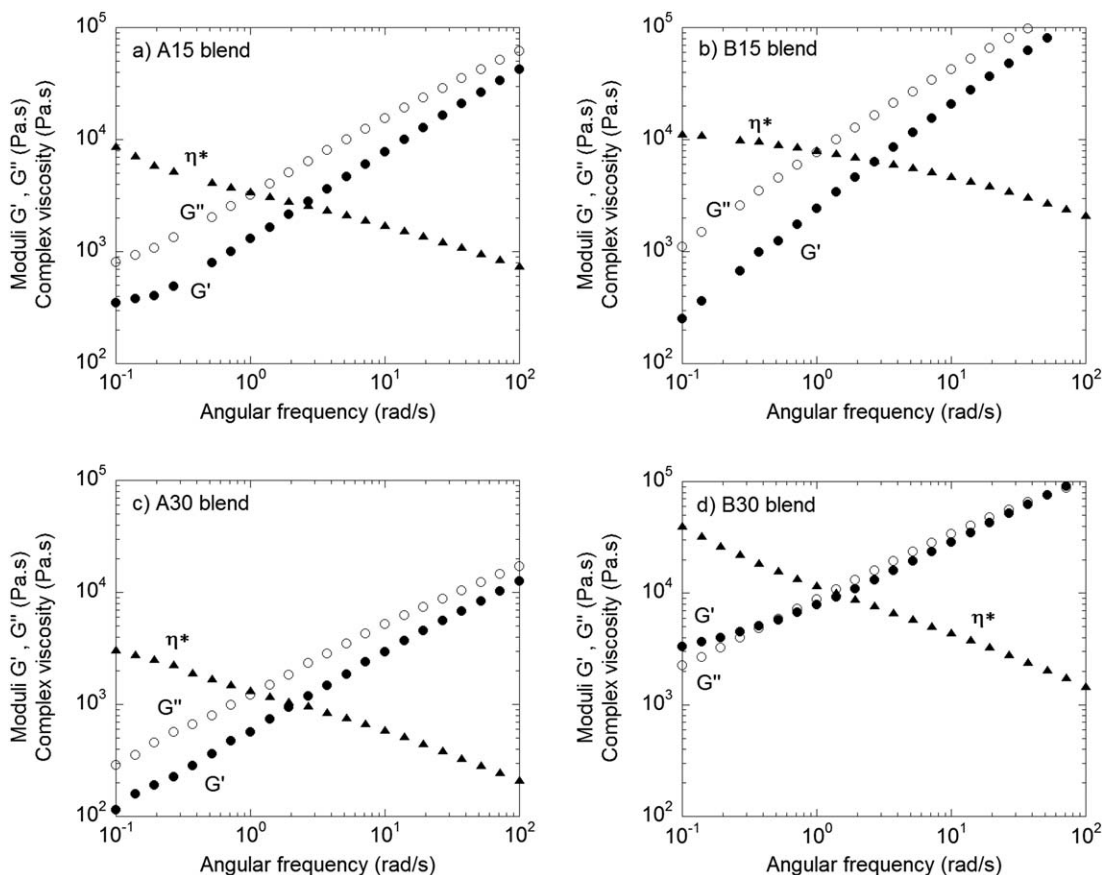 a) A15 blend
Moduli G' , G" (Pa.s)
Complex viscosity (Pa.s)
10^5
10^4
10^3
10^2
η*
G"
G'
10^-1
10^0
10^1
10^2
Angular frequency (rad/s)
b) B15 blend
Moduli G' , G" (Pa.s)
Complex viscosity (Pa.s)
10^5
10^4
10^3
10^2
η*
G"
G'
10^-1
10^0
10^1
10^2
Angular frequency (rad/s)
c) A30 blend
Moduli G' , G" (Pa.s)
Complex viscosity (Pa.s)
10^5
10^4
10^3
10^2
η*
G"
G'
10^-1
10^0
10^1
10^2
Angular frequency (rad/s)
d) B30 blend
Moduli G' , G" (Pa.s)
Complex viscosity (Pa.s)
10^5
10^4
10^3
10^2
G'
G"
η*
10^-1
10^0
10^1
10^2
Angular frequency (rad/s)